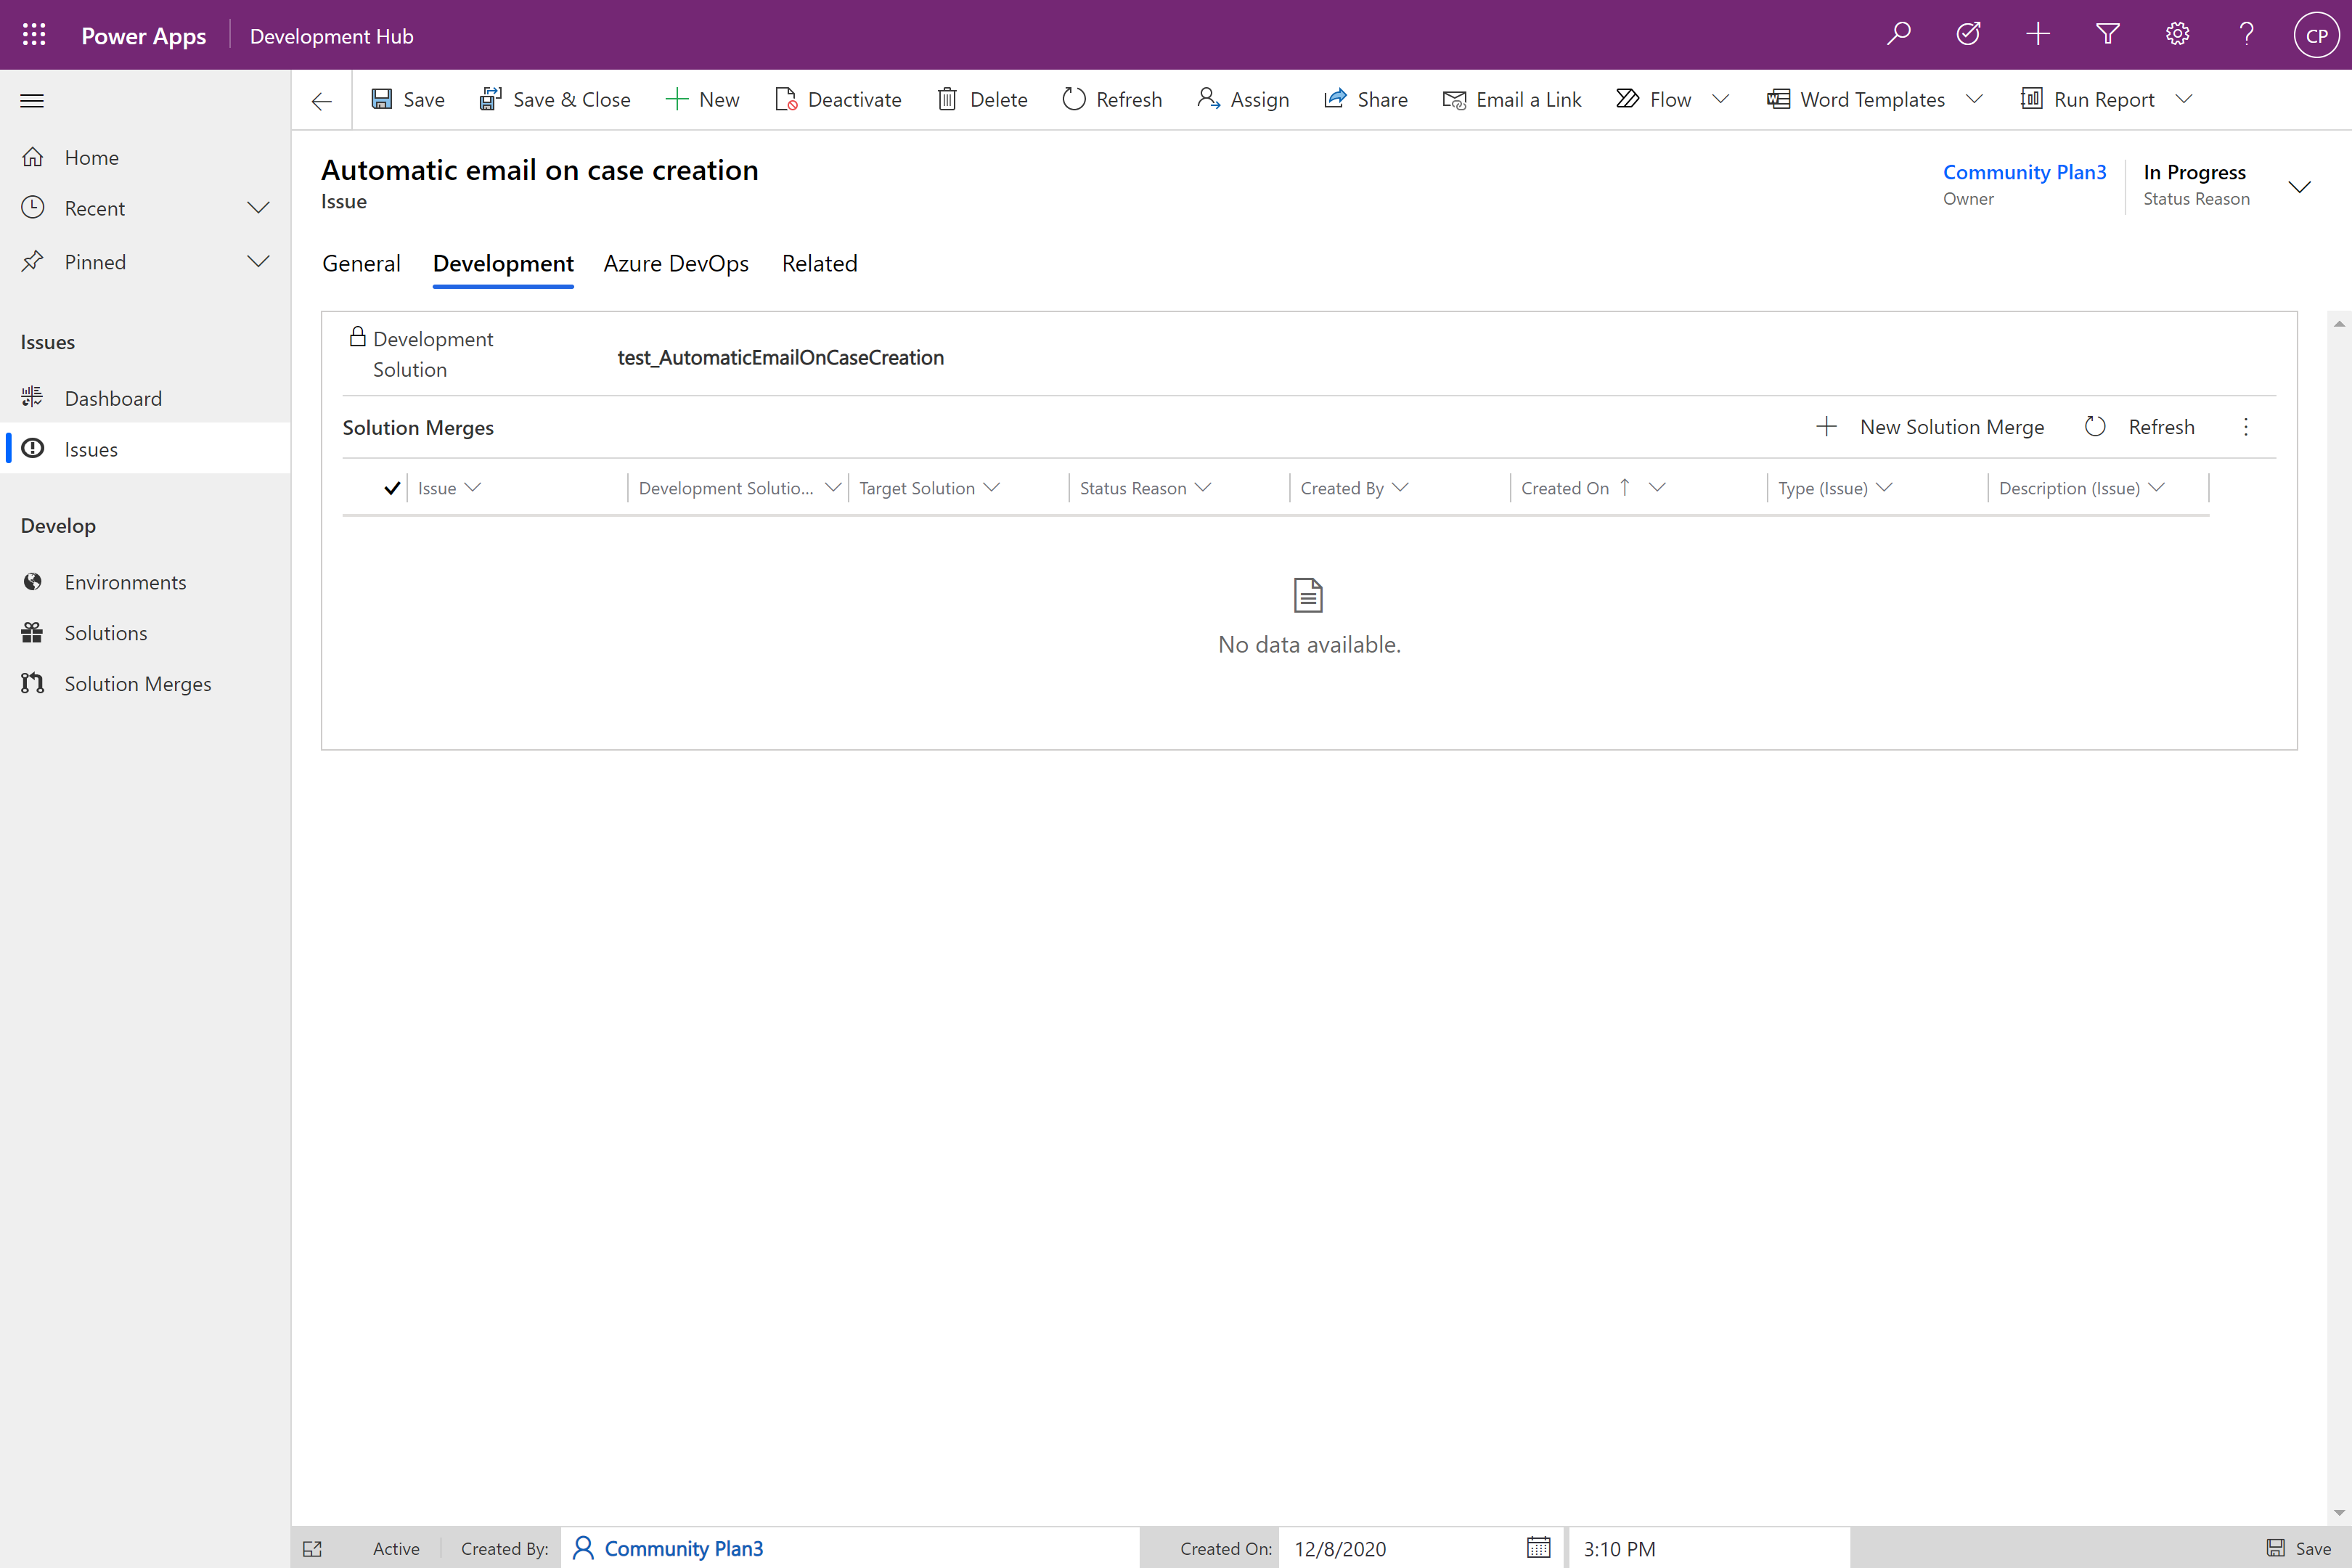 Power Apps Development Hub CP
Save Save & Close New Deactivate Delete Refresh Assign Share Email a Link Flow Word Templates Run Report
Home
Recent
Pinned
Issues
Dashboard
Issues
Develop
Environments
Solutions
Solution Merges
Automatic email on case creation
Issue
Community Plan3
Owner
In Progress
Status Reason
General Development Azure DevOps Related
Development
Solution
test_AutomaticEmailOnCaseCreation
Solution Merges New Solution Merge Refresh
Issue Development Solutio... Target Solution Status Reason Created By Created On Type (Issue) Description (Issue)
No data available.
Active Created By: Community Plan3 Created On: 12/8/2020 3:10 PM Save